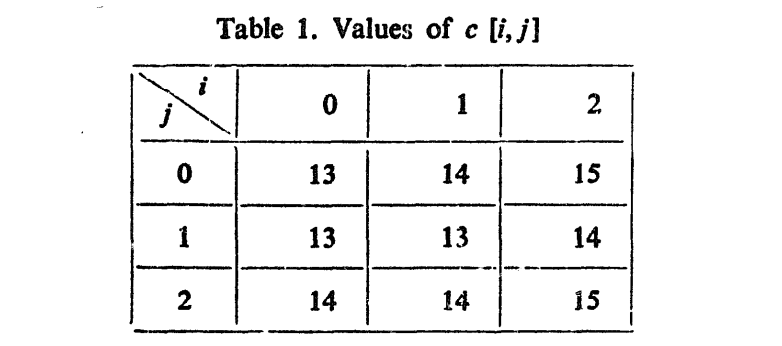 Table 1. Values of c [i, j]
i
j
0 1 2
0 13 14 15
1 13 13 14
2 14 14 15